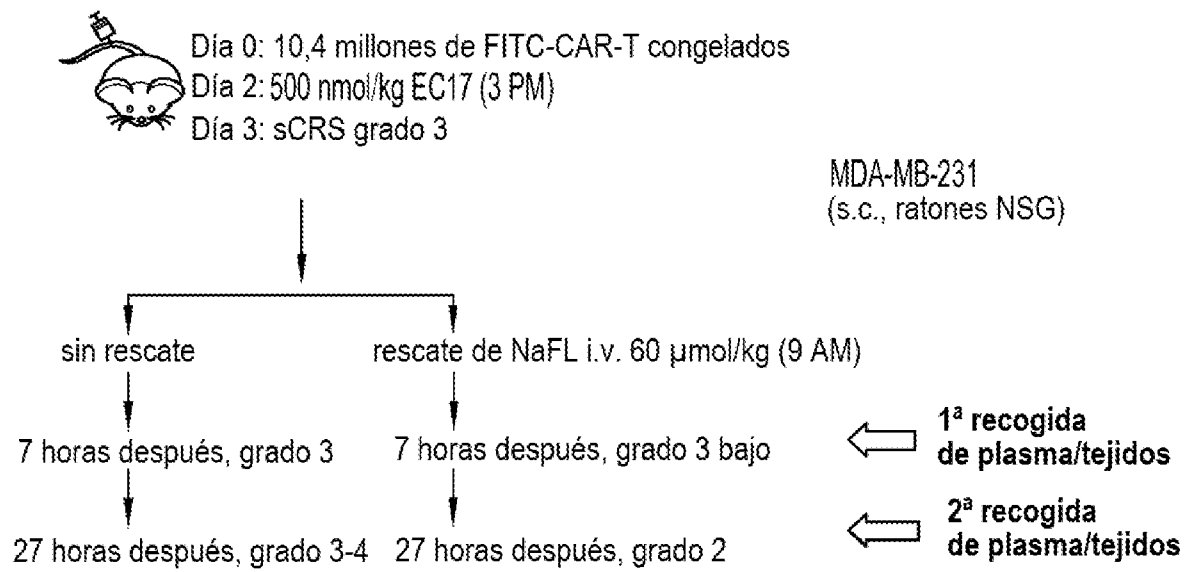 Día 0: 10,4 millones de FITC-CAR-T congelados
Día 2: 500 nmol/kg EC17 (3 PM)
Día 3: sCRS grado 3
MDA-MB-231
(s.c., ratones NSG)
sin rescate
rescate de NaFL i.v. 60 µmol/kg (9 AM)
7 horas después, grado 3
7 horas después, grado 3 bajo
1ª recogida
de plasma/tejidos
27 horas después, grado 3-4
27 horas después, grado 2
2ª recogida
de plasma/tejidos